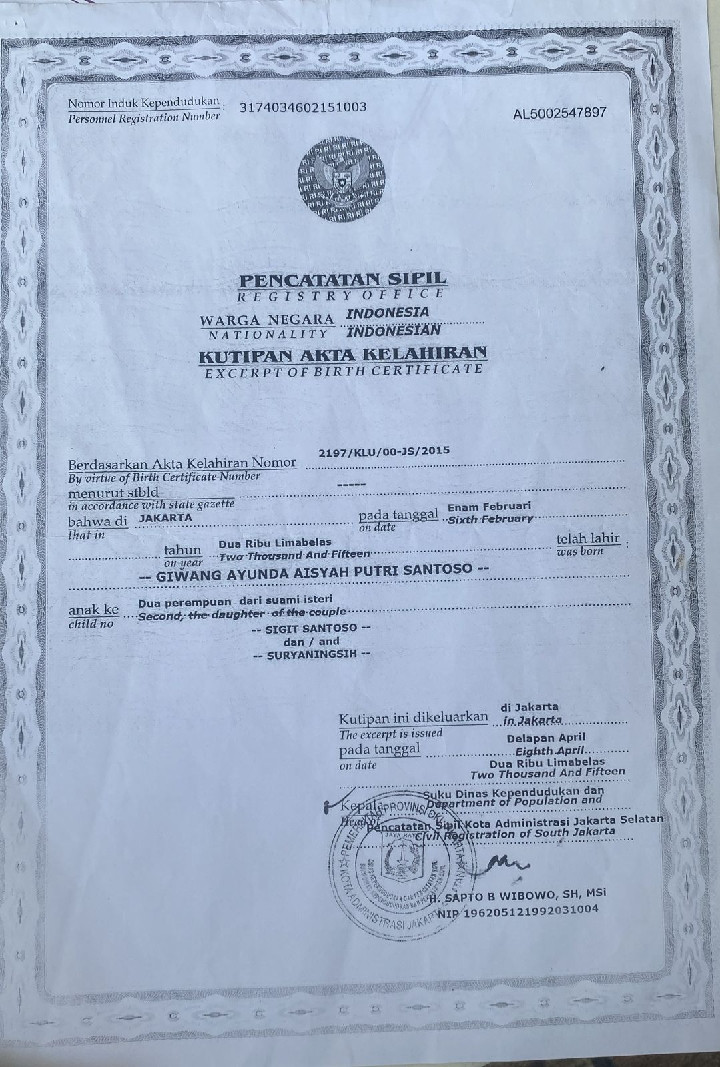 Nomor Induk Kependudukan 3174034602151003
Personnel Registration Number
AL5002547897
PENCATATAN SIPIL
REGISTRY OFFICE
WARGA NEGARA INDONESIA
NATIONALITY INDONESIAN
KUTIPAN AKTA KELAHIRAN
EXCERPT OF BIRTH CERTIFICATE
Berdasarkan Akta Kelahiran Nomor 2197/KLU/00-JS/2015
By virtue of Birth Certificate Number
menurut stbld -----
in accordance with state gazette
bahwa di JAKARTA pada tanggal Enam Februari
that in on date Sixth February
tahun Dua Ribu Limabelas telah lahir
on year Two Thousand And Fifteen was born
-- GIWANG AYUNDA AISYAH PUTRI SANTOSO --
anak ke Dua perempuan dari suami isteri
child no Second, the daughter of the couple
-- SIGIT SANTOSO --
dan / and
-- SURYANINGSIH --
Kutipan ini dikeluarkan di Jakarta
The excerpt is issued in Jakarta
pada tanggal Delapan April
on date Eighth April
Dua Ribu Limabelas
Two Thousand And Fifteen
Kepala Suku Dinas Kependudukan dan
Department of Population and
Pencatatan Sipil Kota Administrasi Jakarta Selatan
Civil Registration of South Jakarta
H. SAPTO B WIBOWO, SH, MSi
NIP 196205121992031004